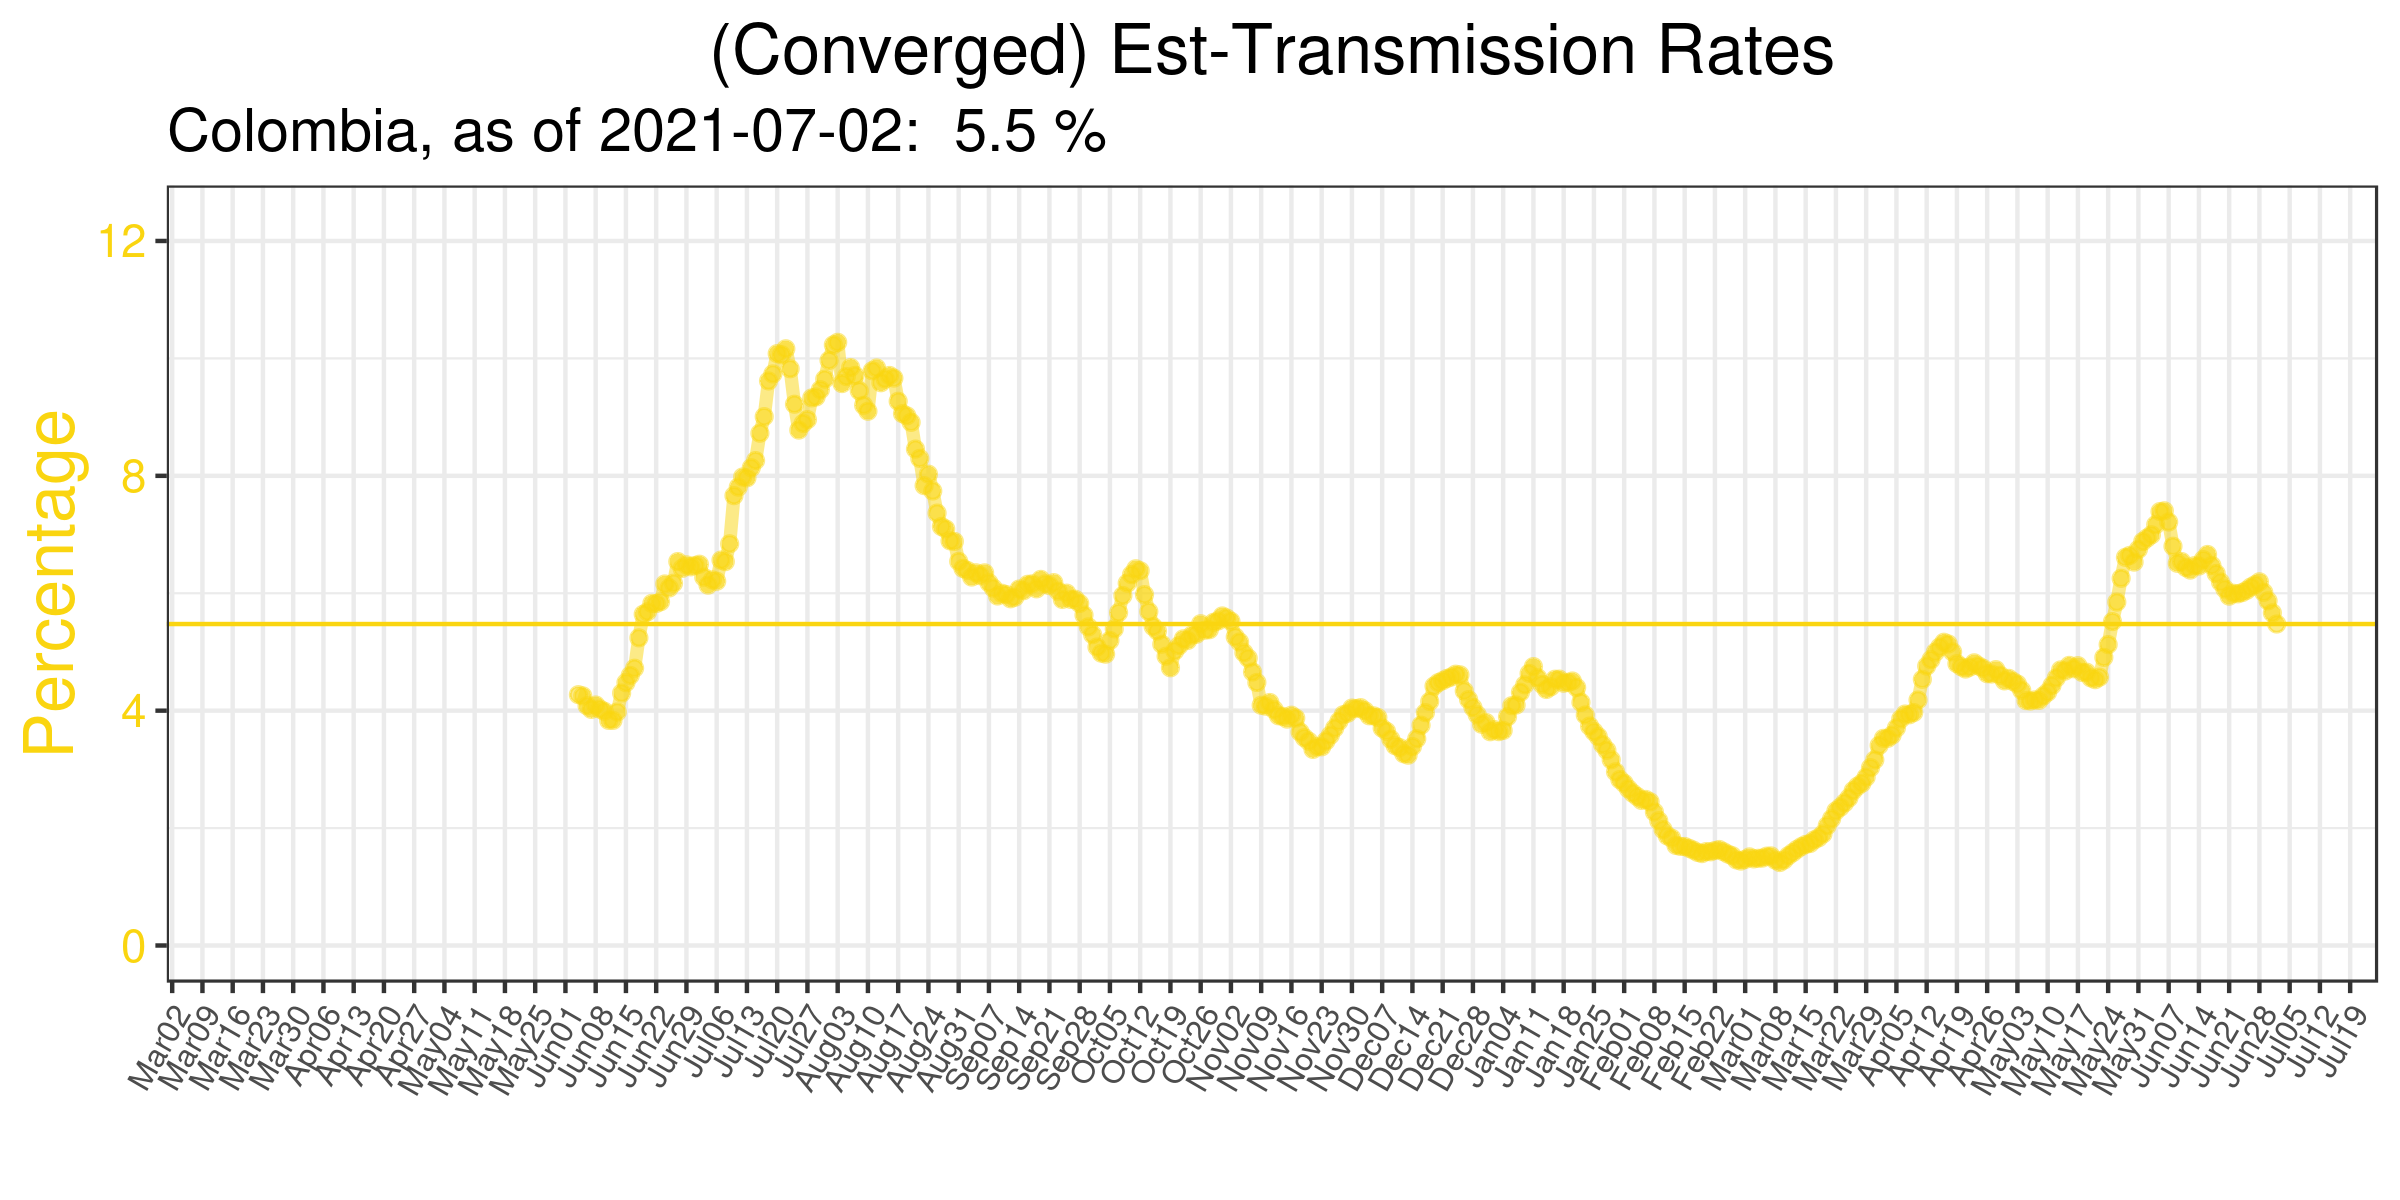 (Converged) Est-Transmission Rates
Colombia, as of 2021-07-02:  5.5 %
Percentage
12
8
4
0
Mar02
Mar09
Mar16
Mar23
Mar30
Apr06
Apr13
Apr20
Apr27
May04
May11
May18
May25
Jun01
Jun08
Jun15
Jun22
Jun29
Jul06
Jul13
Jul20
Jul27
Aug03
Aug10
Aug17
Aug24
Aug31
Sep07
Sep14
Sep21
Sep28
Oct05
Oct12
Oct19
Oct26
Nov02
Nov09
Nov16
Nov23
Nov30
Dec07
Dec14
Dec21
Dec28
Jan04
Jan11
Jan18
Jan25
Feb01
Feb08
Feb15
Feb22
Mar01
Mar08
Mar15
Mar22
Mar29
Apr05
Apr12
Apr19
Apr26
May03
May10
May17
May24
May31
Jun07
Jun14
Jun21
Jun28
Jul05
Jul12
Jul19